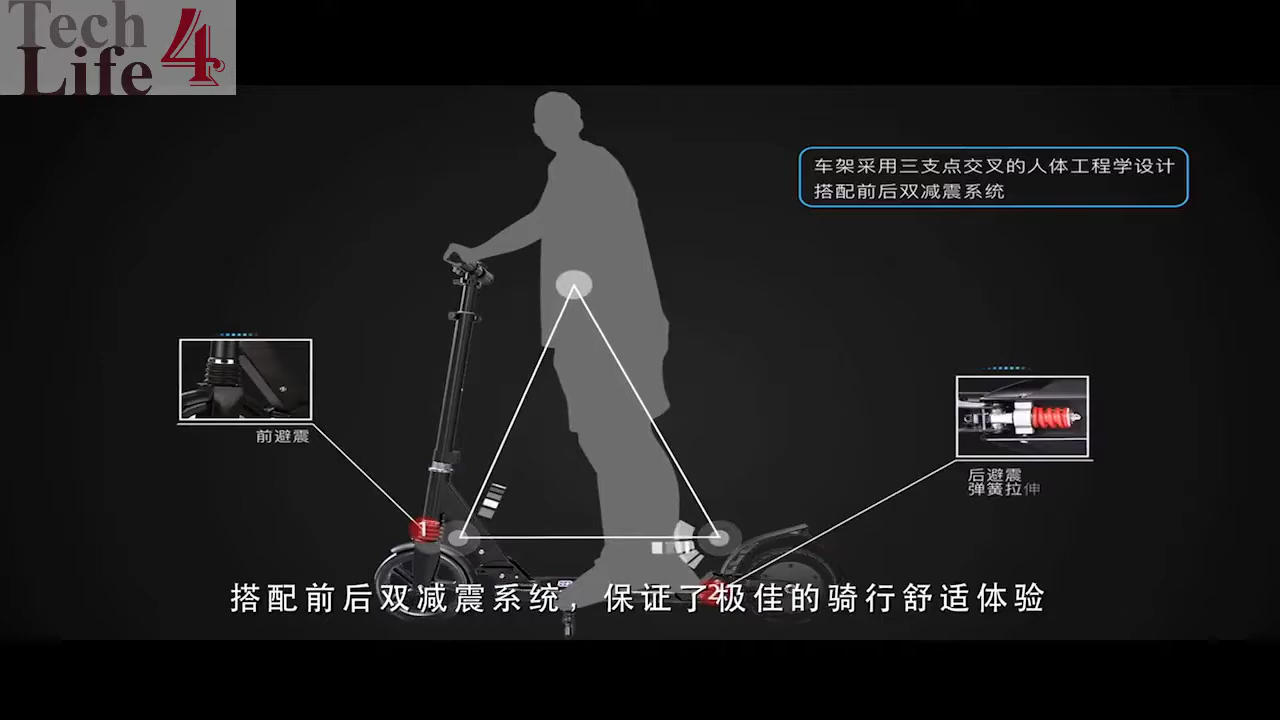 Tech
Life 4
车架采用三支点交叉的人体工程学设计
搭配前后双减震系统
前避震
后避震
弹簧拉伸
1
2
搭配前后双减震系统，保证了极佳的骑行舒适体验